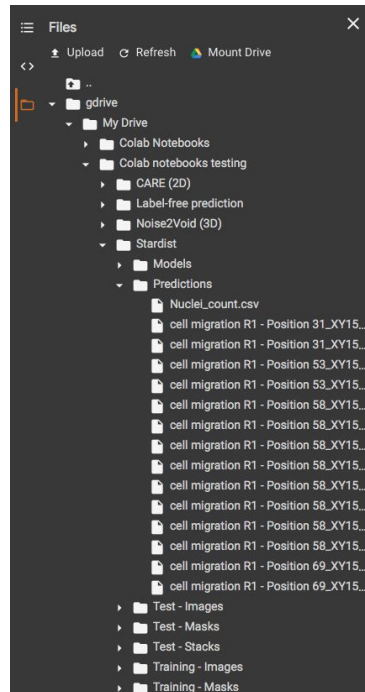 Files
Upload Refresh Mount Drive
..
gdrive
My Drive
Colab Notebooks
Colab notebooks testing
CARE (2D)
Label-free prediction
Noise2Void (3D)
Stardist
Models
Predictions
Nuclei_count.csv
cell migration R1 - Position 31_XY15...
cell migration R1 - Position 31_XY15...
cell migration R1 - Position 53_XY15...
cell migration R1 - Position 53_XY15...
cell migration R1 - Position 58_XY15...
cell migration R1 - Position 58_XY15...
cell migration R1 - Position 58_XY15...
cell migration R1 - Position 58_XY15...
cell migration R1 - Position 58_XY15...
cell migration R1 - Position 58_XY15...
cell migration R1 - Position 58_XY15...
cell migration R1 - Position 58_XY15...
cell migration R1 - Position 69_XY15...
cell migration R1 - Position 69_XY15...
Test - Images
Test - Masks
Test - Stacks
Training - Images
Training - Masks